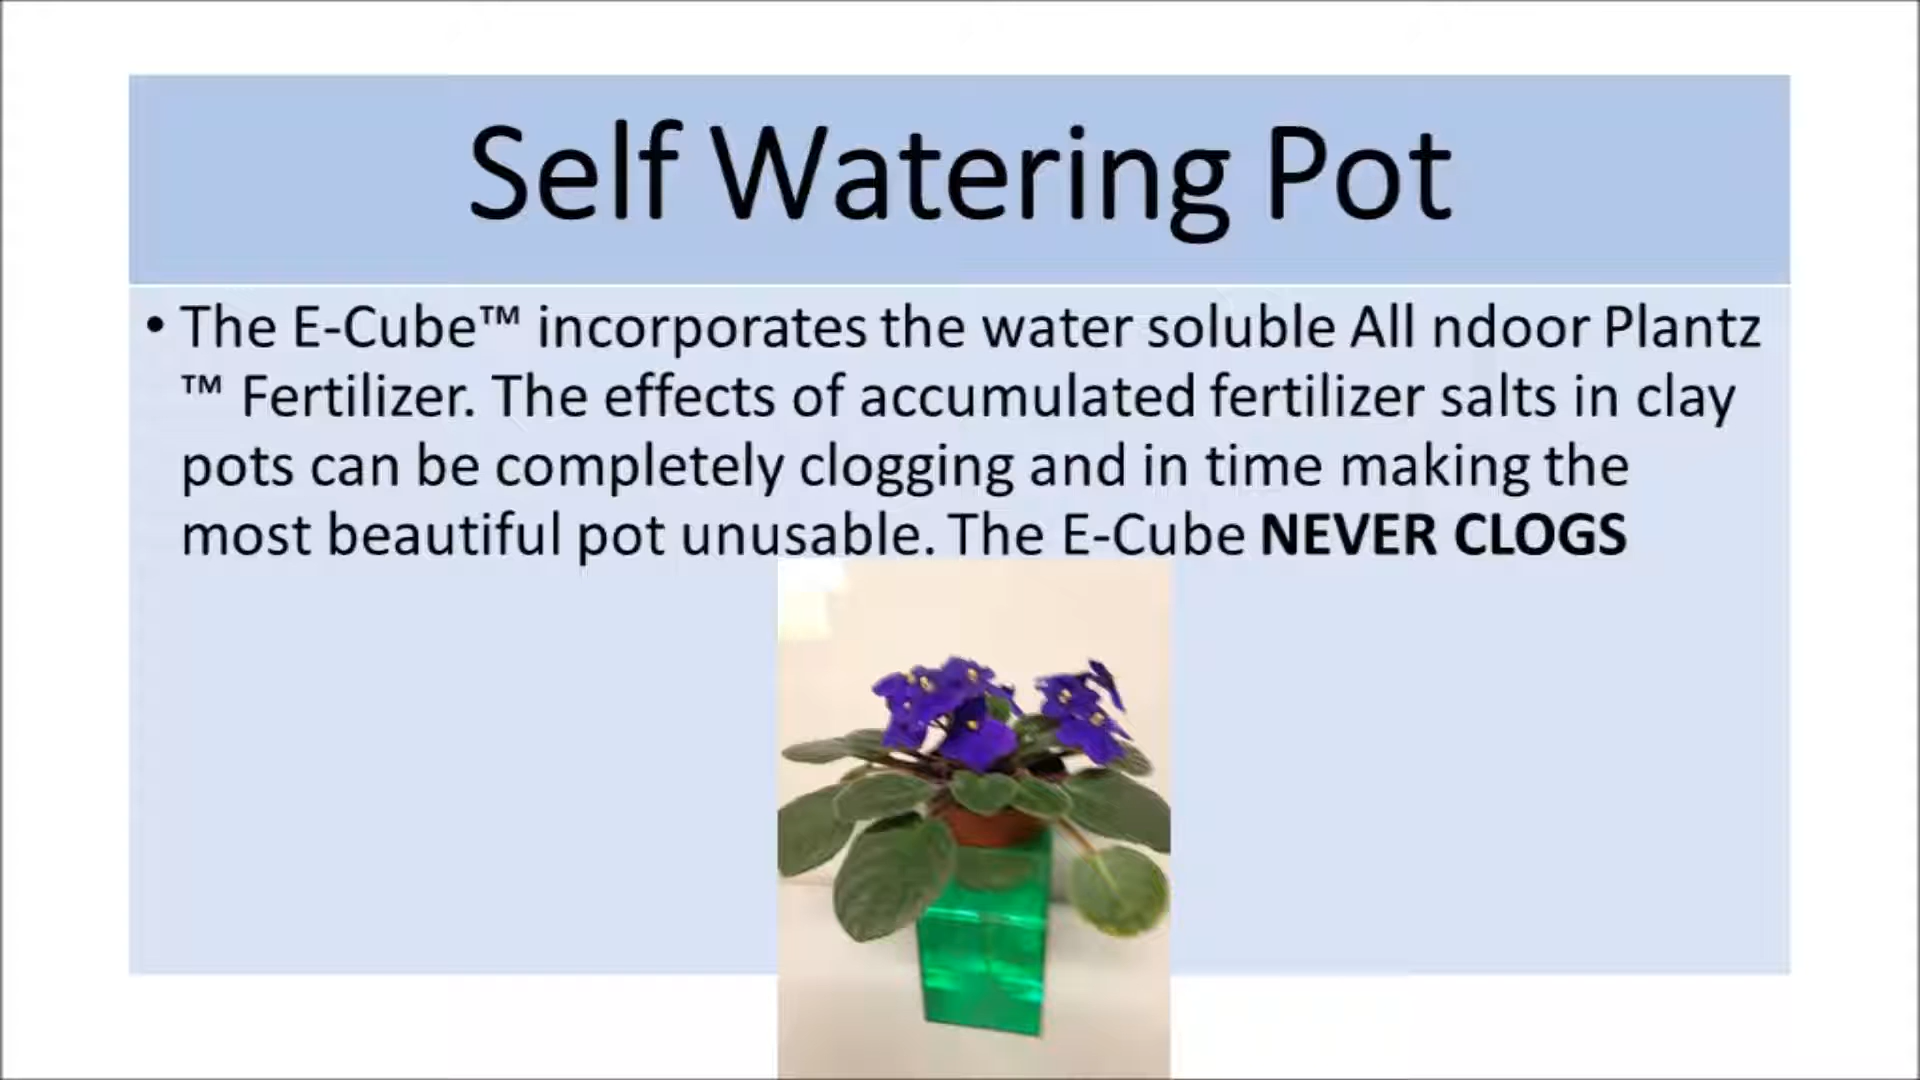 Self Watering Pot
• The E-Cube™ incorporates the water soluble All ndoor Plantz
™ Fertilizer. The effects of accumulated fertilizer salts in clay
pots can be completely clogging and in time making the
most beautiful pot unusable. The E-Cube NEVER CLOGS